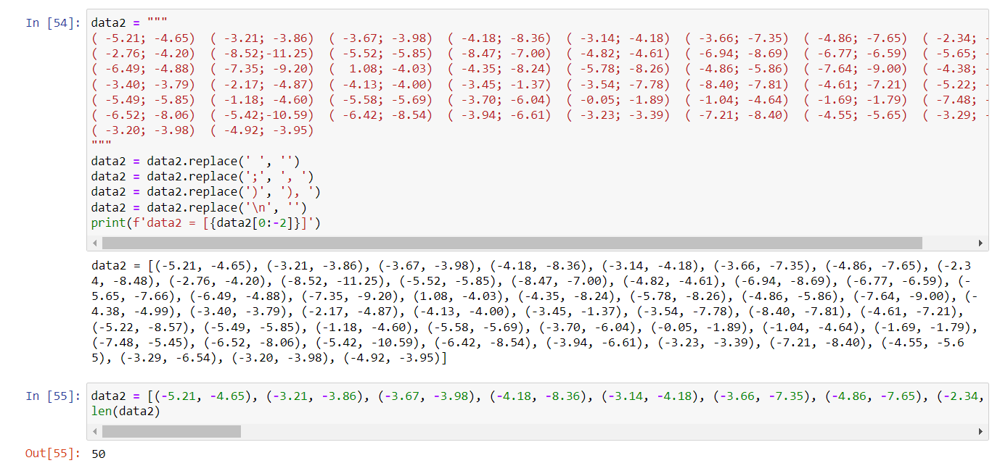 In [54]: data2 = """
( -5.21; -4.65)  ( -3.21; -3.86)  ( -3.67; -3.98)  ( -4.18; -8.36)  ( -3.14; -4.18)  ( -3.66; -7.35)  ( -4.86; -7.65)  ( -2.34; -
( -2.76; -4.20)  ( -8.52;-11.25)  ( -5.52; -5.85)  ( -8.47; -7.00)  ( -4.82; -4.61)  ( -6.94; -8.69)  ( -6.77; -6.59)  ( -5.65; -
( -6.49; -4.88)  ( -7.35; -9.20)  (  1.08; -4.03)  ( -4.35; -8.24)  ( -5.78; -8.26)  ( -4.86; -5.86)  ( -7.64; -9.00)  ( -4.38; -
( -3.40; -3.79)  ( -2.17; -4.87)  ( -4.13; -4.00)  ( -3.45; -1.37)  ( -3.54; -7.78)  ( -8.40; -7.81)  ( -4.61; -7.21)  ( -5.22; -
( -5.49; -5.85)  ( -1.18; -4.60)  ( -5.58; -5.69)  ( -3.70; -6.04)  ( -0.05; -1.89)  ( -1.04; -4.64)  ( -1.69; -1.79)  ( -7.48; -
( -6.52; -8.06)  ( -5.42;-10.59)  ( -6.42; -8.54)  ( -3.94; -6.61)  ( -3.23; -3.39)  ( -7.21; -8.40)  ( -4.55; -5.65)  ( -3.29; -
( -3.20; -3.98)  ( -4.92; -3.95)
"""
data2 = data2.replace(' ', '')
data2 = data2.replace(';', ', ')
data2 = data2.replace(')', '), ')
data2 = data2.replace('\n', '')
print(f'data2 = [{data2[0:-2]}]')
data2 = [(-5.21, -4.65), (-3.21, -3.86), (-3.67, -3.98), (-4.18, -8.36), (-3.14, -4.18), (-3.66, -7.35), (-4.86, -7.65), (-2.3
4, -8.48), (-2.76, -4.20), (-8.52, -11.25), (-5.52, -5.85), (-8.47, -7.00), (-4.82, -4.61), (-6.94, -8.69), (-6.77, -6.59), (-
5.65, -7.66), (-6.49, -4.88), (-7.35, -9.20), (1.08, -4.03), (-4.35, -8.24), (-5.78, -8.26), (-4.86, -5.86), (-7.64, -9.00), (-
4.38, -4.99), (-3.40, -3.79), (-2.17, -4.87), (-4.13, -4.00), (-3.45, -1.37), (-3.54, -7.78), (-8.40, -7.81), (-4.61, -7.21),
(-5.22, -8.57), (-5.49, -5.85), (-1.18, -4.60), (-5.58, -5.69), (-3.70, -6.04), (-0.05, -1.89), (-1.04, -4.64), (-1.69, -1.79),
(-7.48, -5.45), (-6.52, -8.06), (-5.42, -10.59), (-6.42, -8.54), (-3.94, -6.61), (-3.23, -3.39), (-7.21, -8.40), (-4.55, -5.6
5), (-3.29, -6.54), (-3.20, -3.98), (-4.92, -3.95)]
In [55]: data2 = [(-5.21, -4.65), (-3.21, -3.86), (-3.67, -3.98), (-4.18, -8.36), (-3.14, -4.18), (-3.66, -7.35), (-4.86, -7.65), (-2.34,
len(data2)
Out[55]: 50